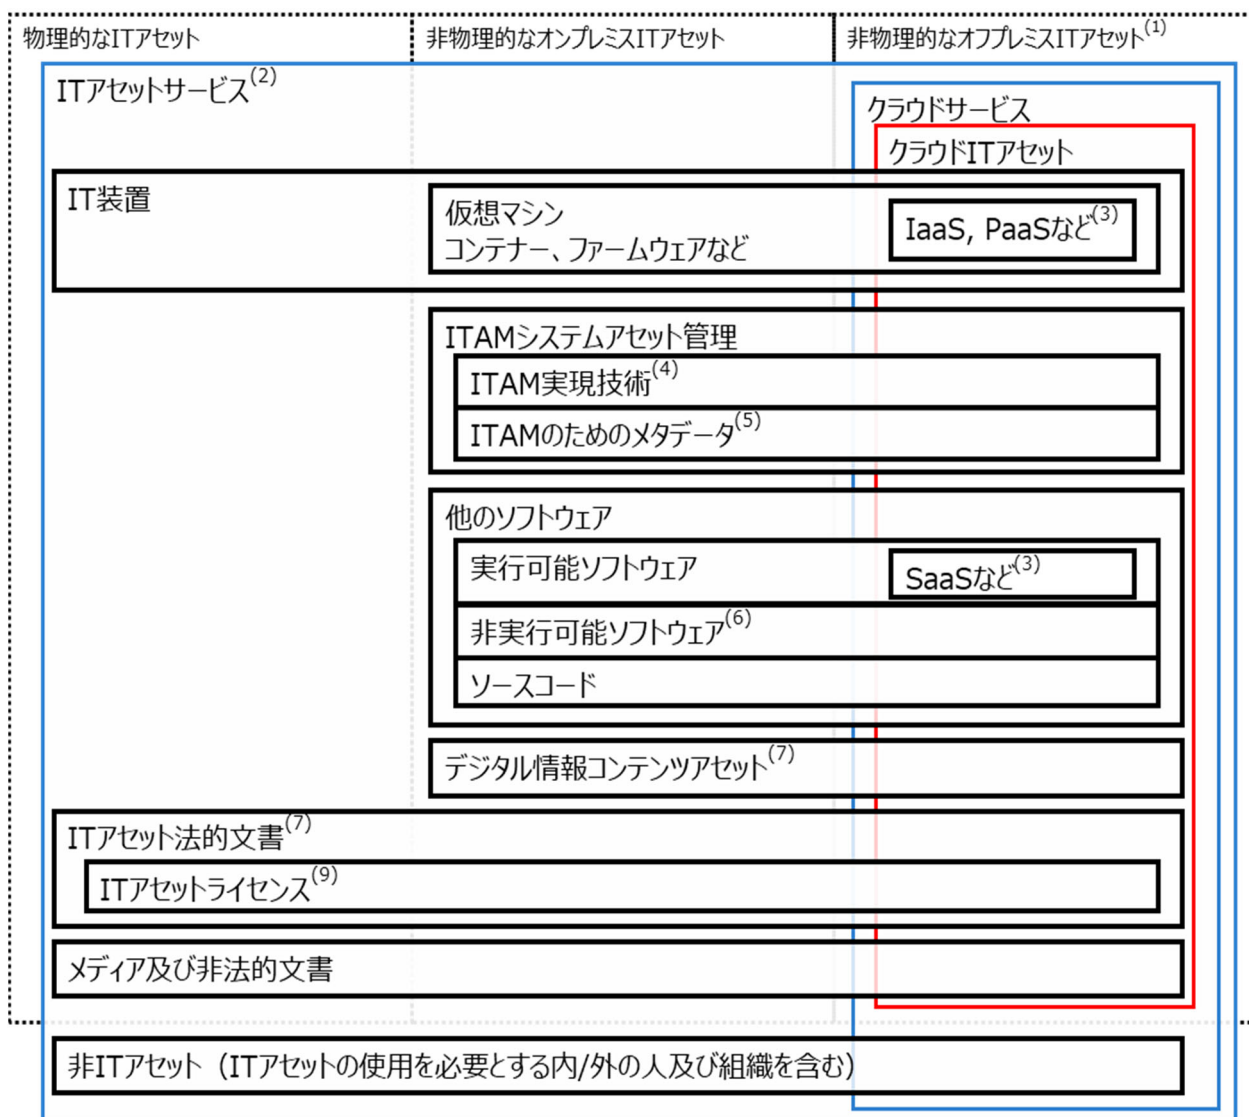 物理的なITアセット
非物理的なオンプレミスITアセット
非物理的なオフプレミスITアセット(1)
ITアセットサービス(2)
クラウドサービス
クラウドITアセット
IT装置
仮想マシン
コンテナー、ファームウェアなど
IaaS, PaaSなど(3)
ITAMシステムアセット管理
ITAM実現技術(4)
ITAMのためのメタデータ(5)
他のソフトウェア
実行可能ソフトウェア
SaaSなど(3)
非実行可能ソフトウェア(6)
ソースコード
デジタル情報コンテンツアセット(7)
ITアセット法的文書(7)
ITアセットライセンス(9)
メディア及び非法的文書
非ITアセット（ITアセットの使用を必要とする内/外の人及び組織を含む）